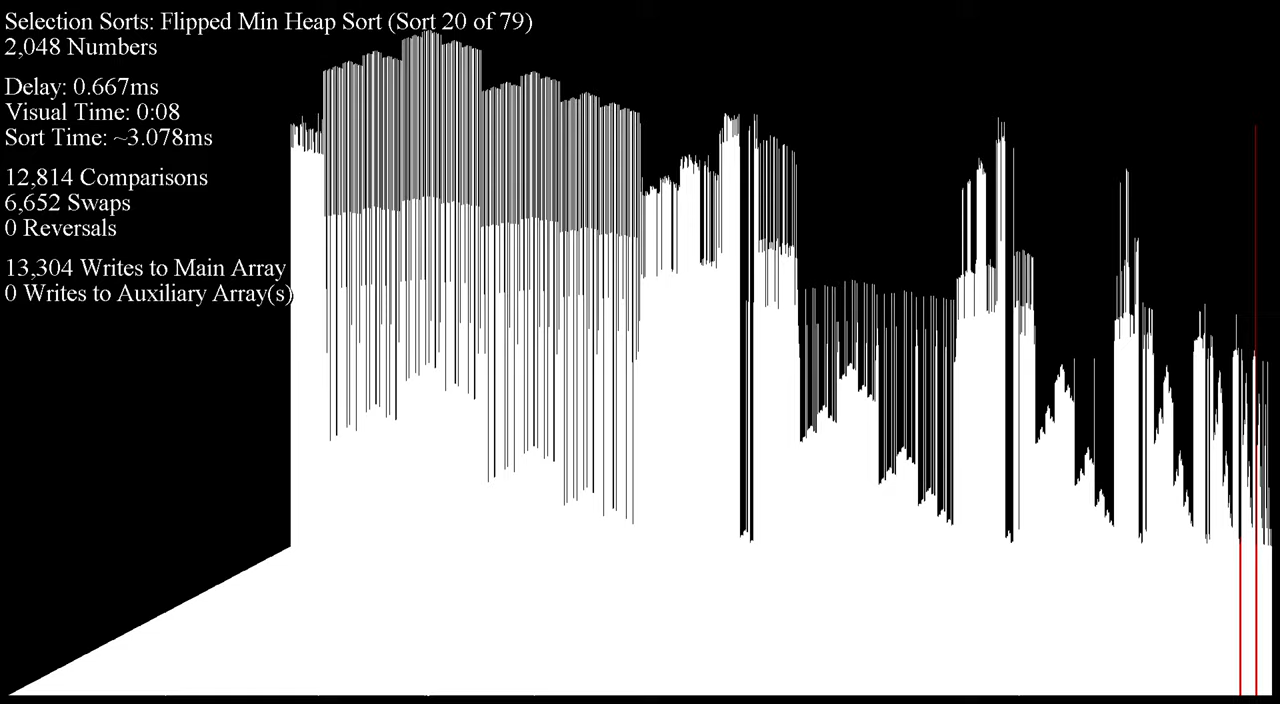 Selection Sorts: Flipped Min Heap Sort (Sort 20 of 79)
2,048 Numbers
Delay: 0.667ms
Visual Time: 0:08
Sort Time: ~3.078ms
12,814 Comparisons
6,652 Swaps
0 Reversals
13,304 Writes to Main Array
0 Writes to Auxiliary Array(s)